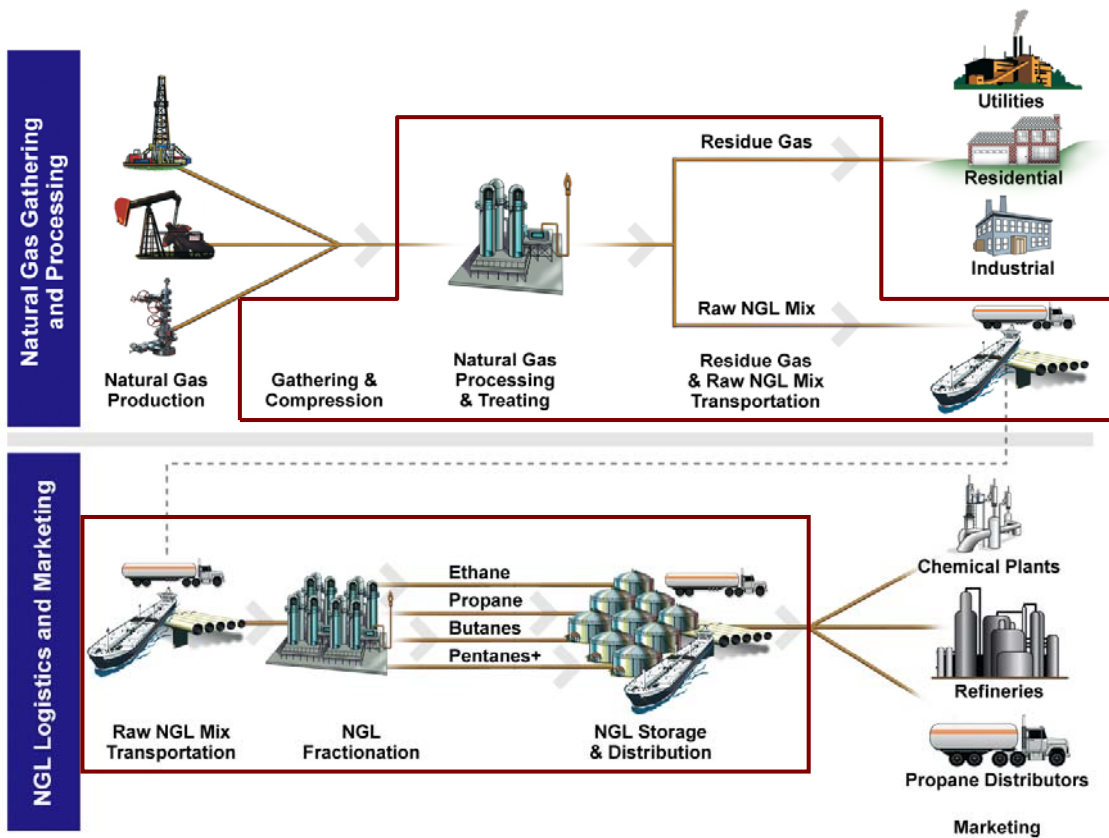 Natural Gas Gathering
and Processing
Utilities
Residue Gas
Residential
Industrial
Raw NGL Mix
Natural Gas
Production
Gathering &
Compression
Natural Gas
Processing
& Treating
Residue Gas
& Raw NGL Mix
Transportation
NGL Logistics and Marketing
Chemical Plants
Ethane
Propane
Butanes
Pentanes+
Refineries
Raw NGL Mix
Transportation
NGL
Fractionation
NGL Storage
& Distribution
Propane Distributors
Marketing